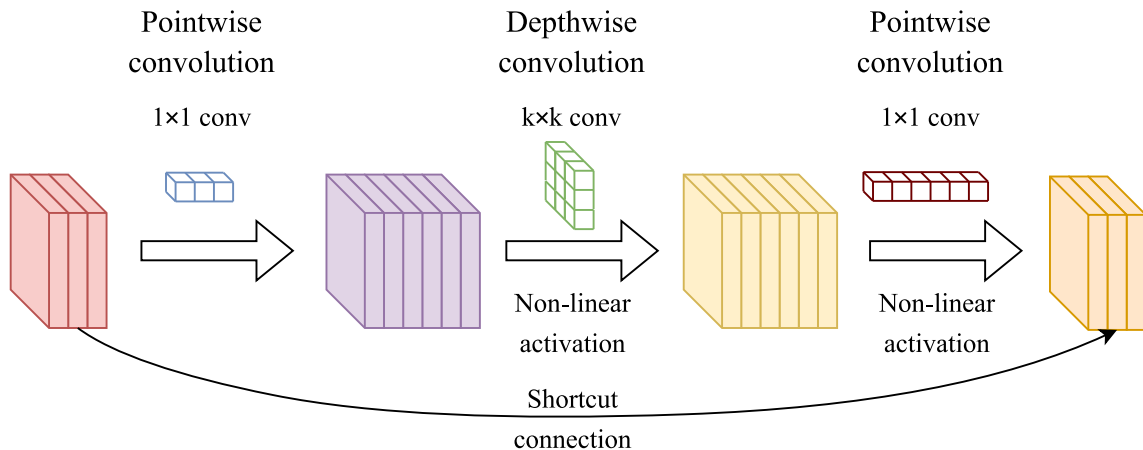 Pointwise
convolution
1×1 conv
Depthwise
convolution
k×k conv
Non-linear
activation
Pointwise
convolution
1×1 conv
Non-linear
activation
Shortcut
connection